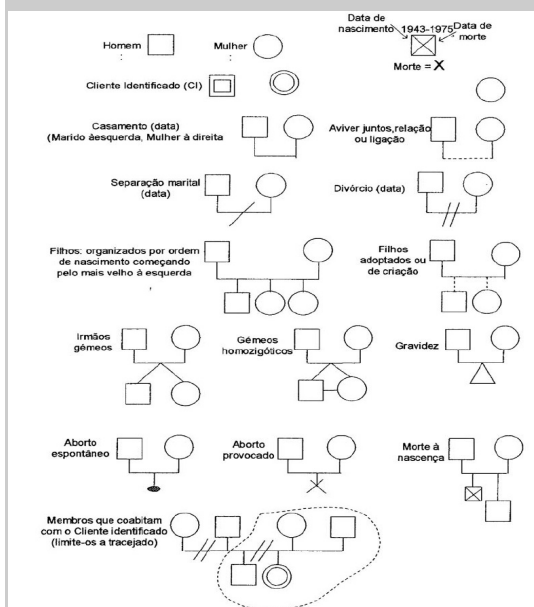 Homem
:
Mulher
:
Data de
nascimento 1943-1975
Data de
morte
Morte = X
Cliente Identificado (CI)
Casamento (data)
(Marido àesquerda, Mulher à direita
Aviver juntos,relação
ou ligação
Separação marital
(data)
Divórcio (data)
Filhos: organizados por ordem
de nascimento começando
pelo mais velho à esquerda
Filhos
adoptados ou
de criação
Irmãos
gémeos
Gémeos
homozigóticos
Gravidez
Aborto
espontâneo
Aborto
provocado
Morte à
nascença
Membros que coabitam
com o Cliente identificado
(limite-os a tracejado)